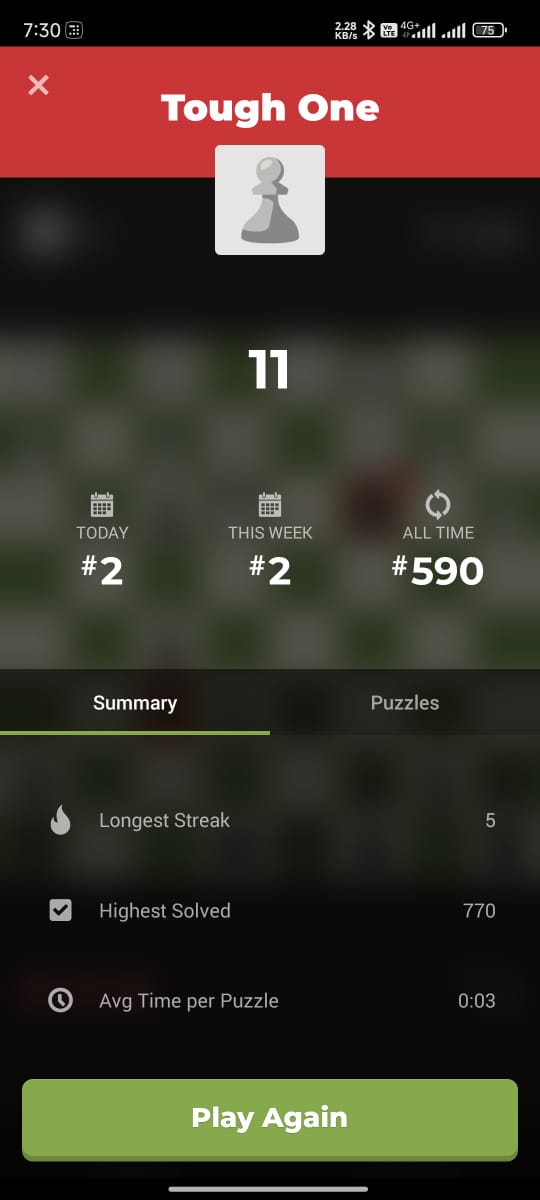 7:30
2.28
KB/s
Vo
LTE
4G+
75
Tough One
11
TODAY
THIS WEEK
ALL TIME
#2
#2
#590
Summary
Puzzles
Longest Streak
5
Highest Solved
770
Avg Time per Puzzle
0:03
Play Again